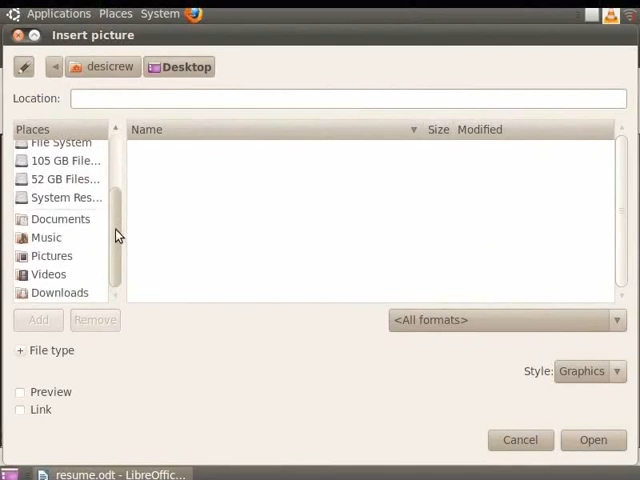 Applications Places System
Insert picture
desicrew Desktop
Location:
Places Name Size Modified
File System
105 GB File...
52 GB Files...
System Res...
Documents
Music
Pictures
Videos
Downloads
Add Remove <All formats>
+ File type
Style: Graphics
Preview
Link
Cancel Open
resume.odt - LibreOffic...